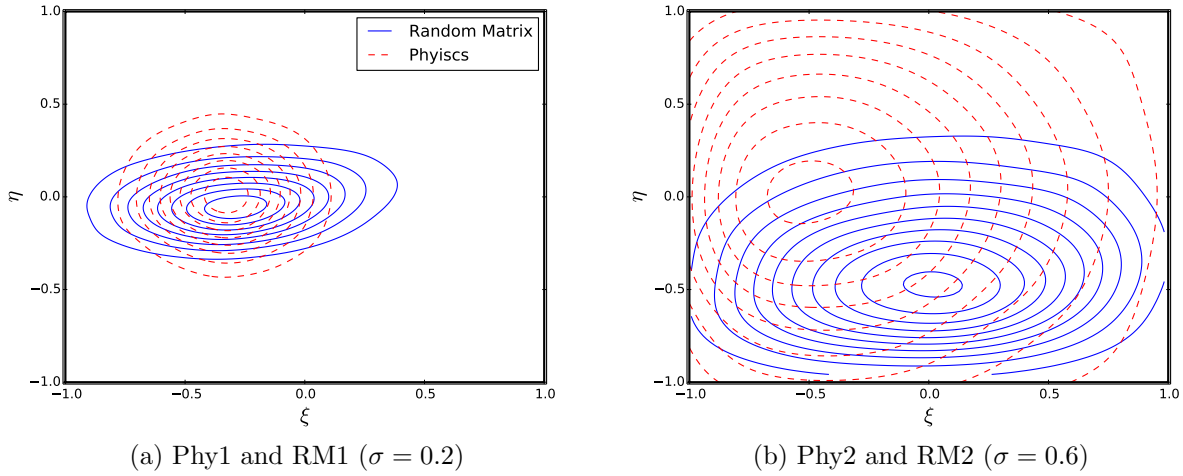 1.0
0.5
0.0
−0.5
−1.0
η
−1.0 −0.5 0.0 0.5 1.0
ξ
Random Matrix
Phyiscs
(a) Phy1 and RM1 (σ = 0.2)
1.0
0.5
0.0
−0.5
−1.0
η
−1.0 −0.5 0.0 0.5 1.0
ξ
(b) Phy2 and RM2 (σ = 0.6)